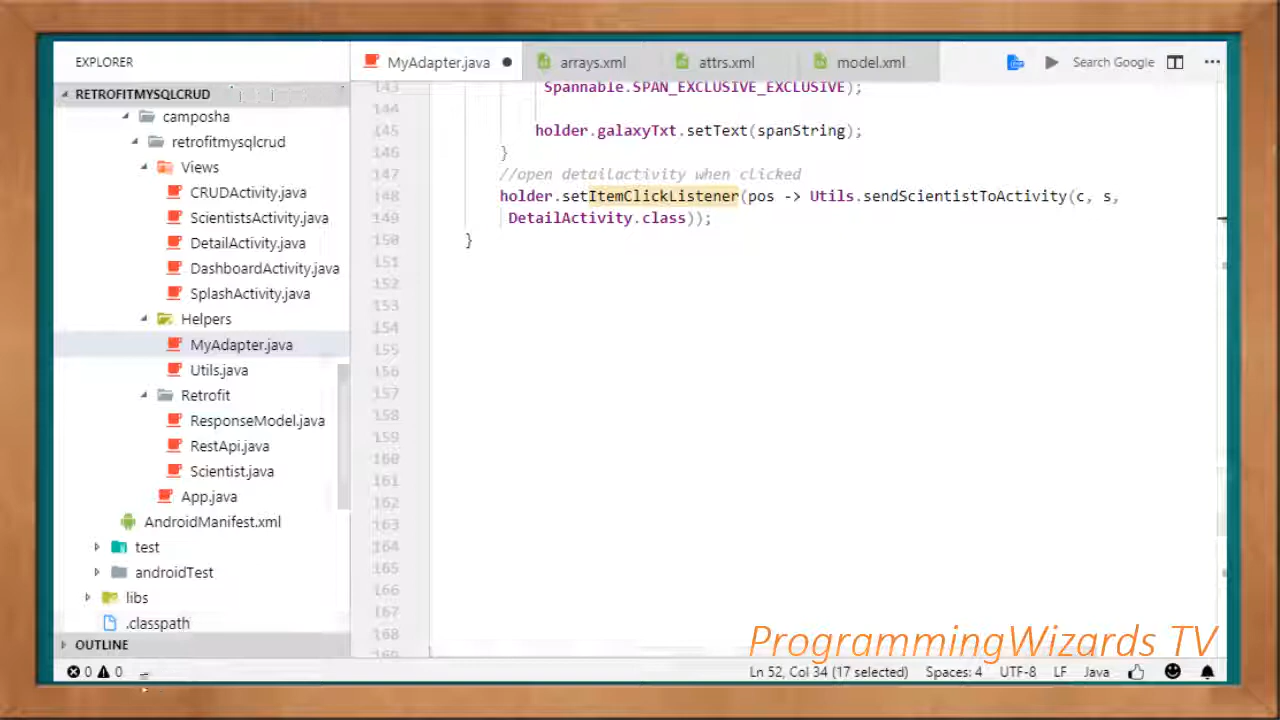 EXPLORER
RETROFITMYSQLCRUD
camposha
retrofitmysqlcrud
Views
CRUDActivity.java
ScientistsActivity.java
DetailActivity.java
DashboardActivity.java
SplashActivity.java
Helpers
MyAdapter.java
Utils.java
Retrofit
ResponseModel.java
RestApi.java
Scientist.java
App.java
AndroidManifest.xml
test
androidTest
libs
.classpath
OUTLINE
MyAdapter.java arrays.xml attrs.xml model.xml Search Google
143 Spannable.SPAN_EXCLUSIVE_EXCLUSIVE);
144
145 holder.galaxyTxt.setText(spanString);
146 }
147 //open detailactivity when clicked
148 holder.setItemClickListener(pos -> Utils.sendScientistToActivity(c, s,
149 DetailActivity.class));
150 }
151
152
153
154
155
156
157
158
159
160
161
162
163
164
165
166
167
168
169
ProgrammingWizards TV
0 0 Ln 52, Col 34 (17 selected) Spaces: 4 UTF-8 LF Java